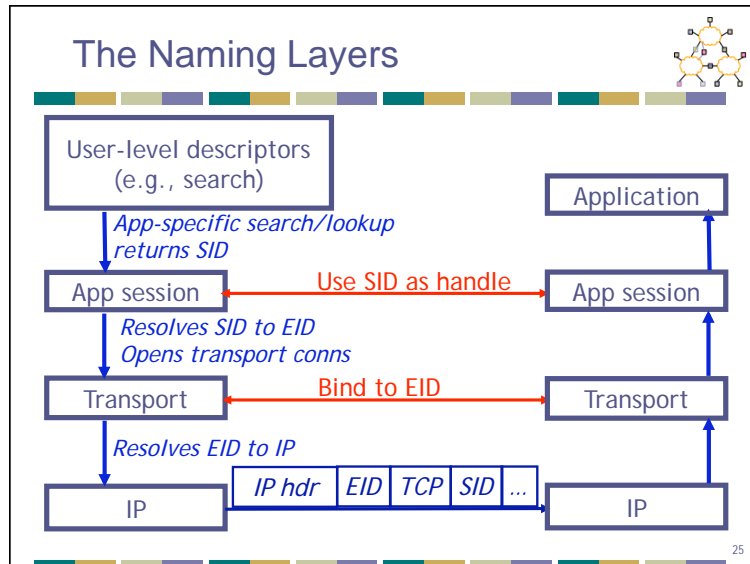 The Naming Layers
User-level descriptors
(e.g., search)
Application
App-specific search/lookup
returns SID
App session
Use SID as handle
App session
Resolves SID to EID
Opens transport conns
Transport
Bind to EID
Transport
Resolves EID to IP
IP hdr EID TCP SID ...
IP
IP
25